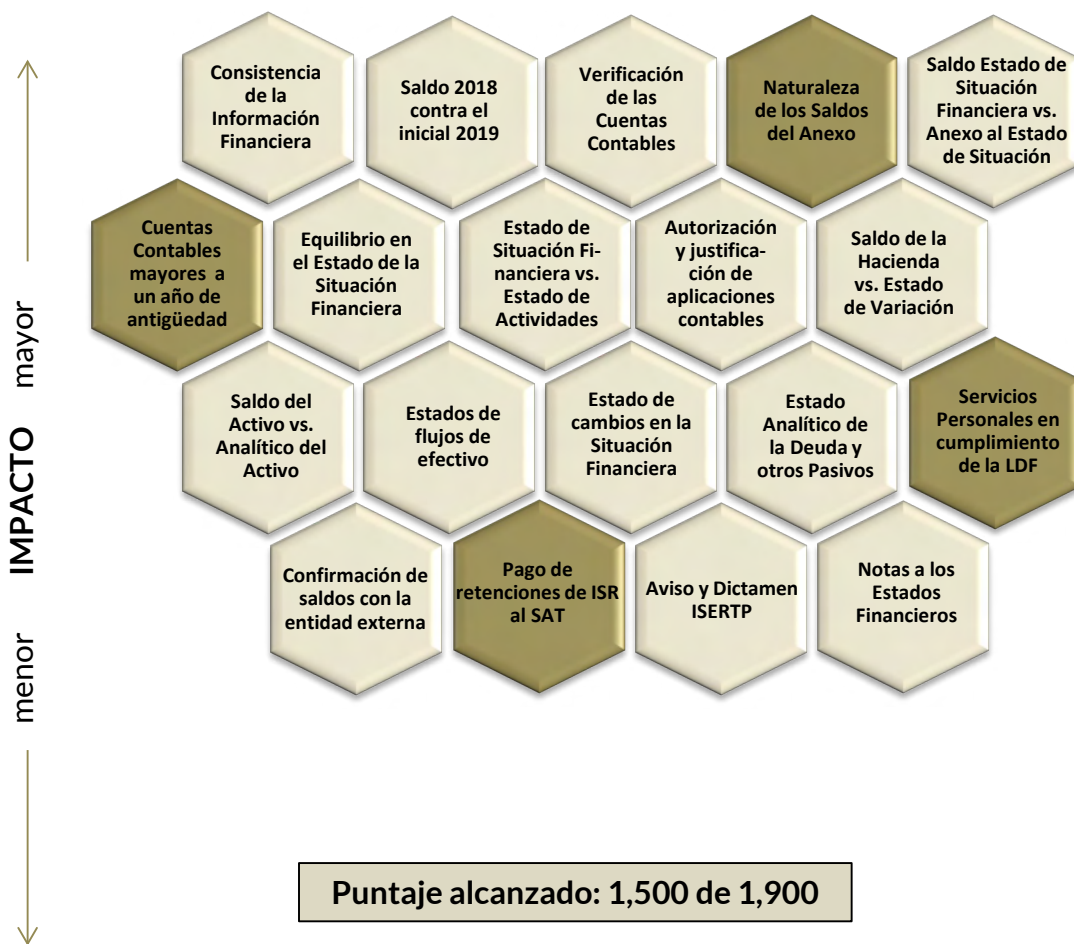 Consistencia
de la
Información
Financiera
Saldo 2018
contra el
inicial 2019
Verificación
de las
Cuentas
Contables
Naturaleza
de los Saldos
del Anexo
Saldo Estado de
Situación
Financiera vs.
Anexo al Estado
de Situación
Cuentas
Contables
mayores a
un año de
antigüedad
Equilibrio en
el Estado de la
Situación
Financiera
Estado de
Situación Fi-
nanciera vs.
Estado de
Actividades
Autorización
y justifica-
ción de
aplicaciones
contables
Saldo de la
Hacienda
vs. Estado
de Variación
Saldo del
Activo vs.
Analítico del
Activo
Estados de
flujos de
efectivo
Estado de
cambios en la
Situación
Financiera
Estado
Analítico de
la Deuda y
otros Pasivos
Servicios
Personales en
cumplimiento
de la LDF
Confirmación de
saldos con la
entidad externa
Pago de
retenciones de ISR
al SAT
Aviso y Dictamen
ISERTP
Notas a los
Estados
Financieros
menor IMPACTO mayor
Puntaje alcanzado: 1,500 de 1,900